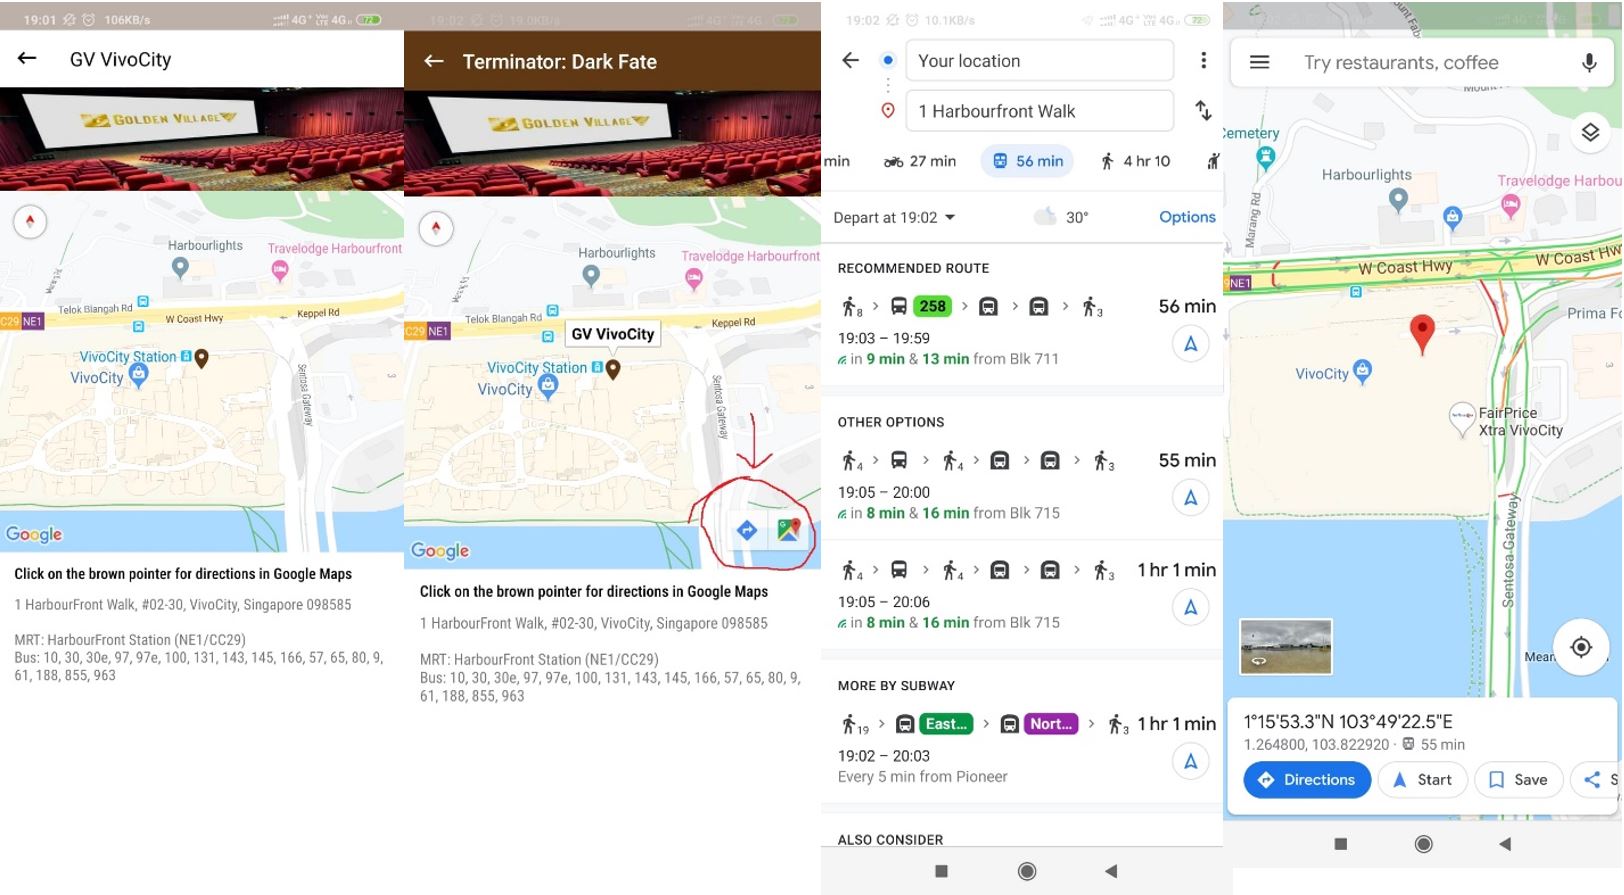 19:01 106KB/s 4G+ Vo LTE 4G 72
GV VivoCity
GOLDEN VILLAGE
Harbourlights
Travelodge Harbourfront
Telok Blangah Rd
CC29 NE1
W Coast Hwy
Keppel Rd
VivoCity Station
VivoCity
Sentosa Gateway
Google
Click on the brown pointer for directions in Google Maps
1 HarbourFront Walk, #02-30, VivoCity, Singapore 098585
MRT: HarbourFront Station (NE1/CC29)
Bus: 10, 30, 30e, 97, 97e, 100, 131, 143, 145, 166, 57, 65, 80, 9,
61, 188, 855, 963
19:02 19.0KB/s 4G+ 4G 72
Terminator: Dark Fate
GOLDEN VILLAGE
Harbourlights
Travelodge Harbourfront
Telok Blangah Rd
CC29 NE1
W Coast Hwy
Keppel Rd
GV VivoCity
VivoCity Station
VivoCity
Sentosa Gateway
Google
Click on the brown pointer for directions in Google Maps
1 HarbourFront Walk, #02-30, VivoCity, Singapore 098585
MRT: HarbourFront Station (NE1/CC29)
Bus: 10, 30, 30e, 97, 97e, 100, 131, 143, 145, 166, 57, 65, 80, 9,
61, 188, 855, 963
19:02 10.1KB/s 4G+ Vo LTE 4G 72
Your location
1 Harbourfront Walk
min 27 min 56 min 4 hr 10
Depart at 19:02 30° Options
RECOMMENDED ROUTE
8 258 3 56 min
19:03 – 19:59
in 9 min & 13 min from Blk 711
OTHER OPTIONS
4 4 3 55 min
19:05 – 20:00
in 8 min & 16 min from Blk 715
4 4 3 1 hr 1 min
19:05 – 20:06
in 8 min & 16 min from Blk 715
MORE BY SUBWAY
19 East... Nort... 3 1 hr 1 min
19:02 – 20:03
Every 5 min from Pioneer
ALSO CONSIDER
Try restaurants, coffee
Cemetery
Harbourlights
Travelodge Harbou
Marang Rd
W Coast Hwy
W Coast Hw
NE1
Prima F
VivoCity
FairPrice
Xtra VivoCity
Sentosa Gateway
Mean
1°15'53.3"N 103°49'22.5"E
1.264800, 103.822920 · 55 min
Directions Start Save S